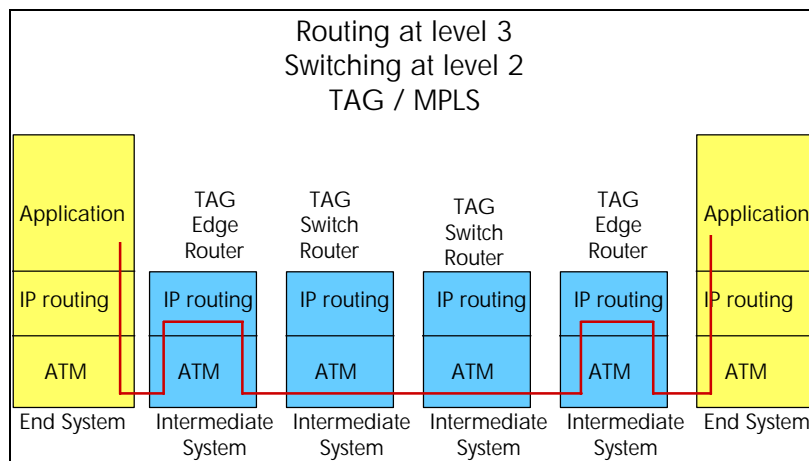 Routing at level 3
Switching at level 2
TAG / MPLS
TAG
Edge
Router
TAG
Switch
Router
TAG
Switch
Router
TAG
Edge
Router
Application
Application
IP routing
IP routing
IP routing
IP routing
IP routing
IP routing
ATM
ATM
ATM
ATM
ATM
ATM
End System
Intermediate
System
Intermediate
System
Intermediate
System
Intermediate
System
End System